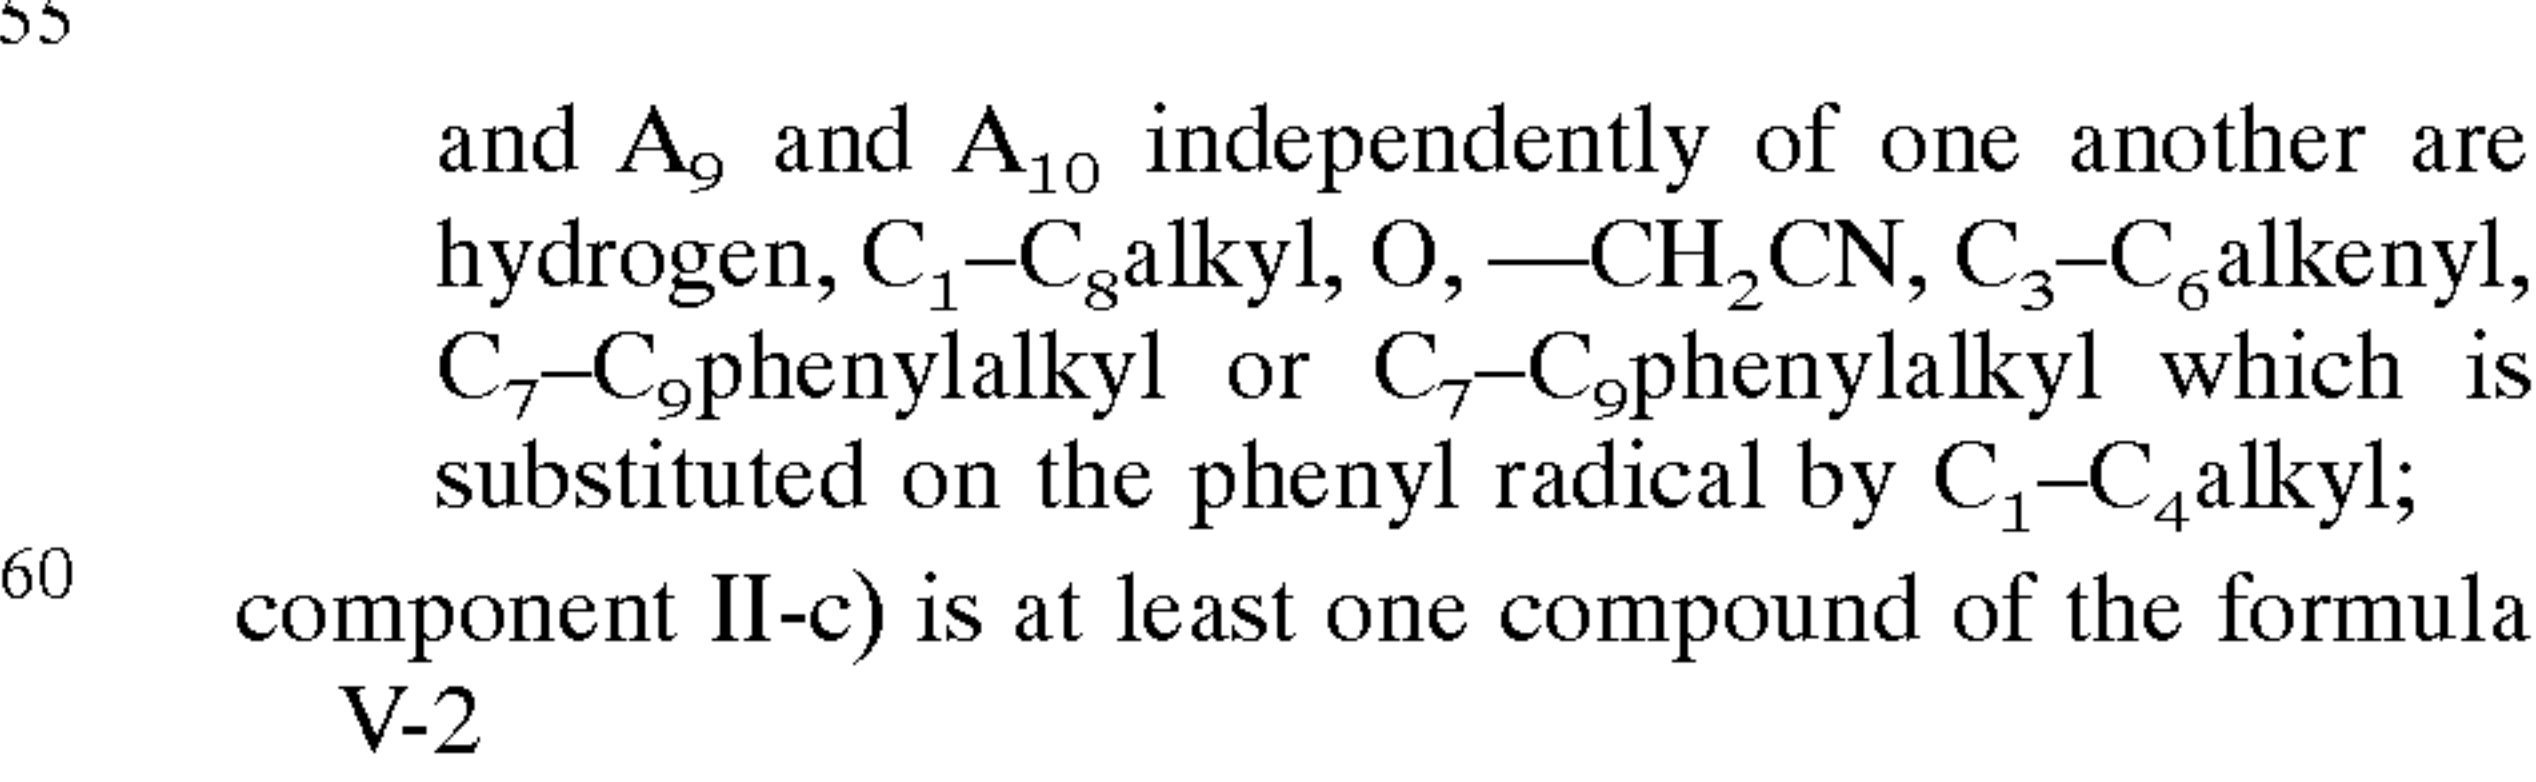 55
and A₉ and A₁₀ independently of one another are
hydrogen, C₁–C₈alkyl, O, —CH₂CN, C₃–C₆alkenyl,
C₇–C₉phenylalkyl or C₇–C₉phenylalkyl which is
substituted on the phenyl radical by C₁–C₄alkyl;
60
component II-c) is at least one compound of the formula
V-2